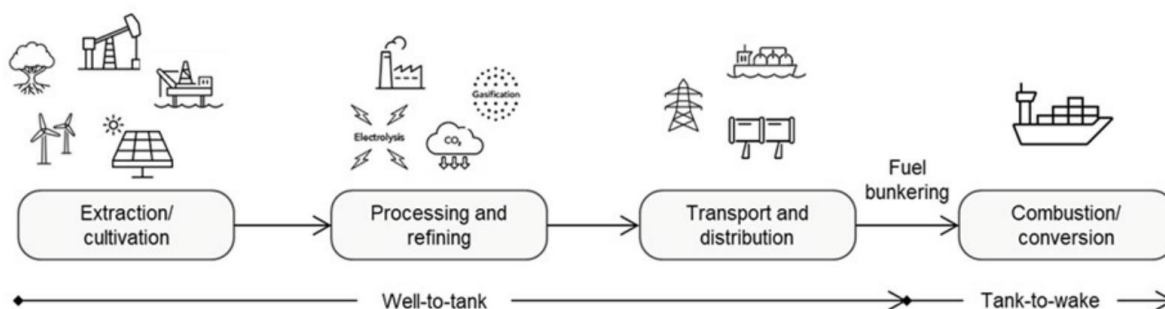 Gasification
Electrolysis
CO₂
Fuel
bunkering
Extraction/
cultivation
Processing and
refining
Transport and
distribution
Combustion/
conversion
Well-to-tank
Tank-to-wake